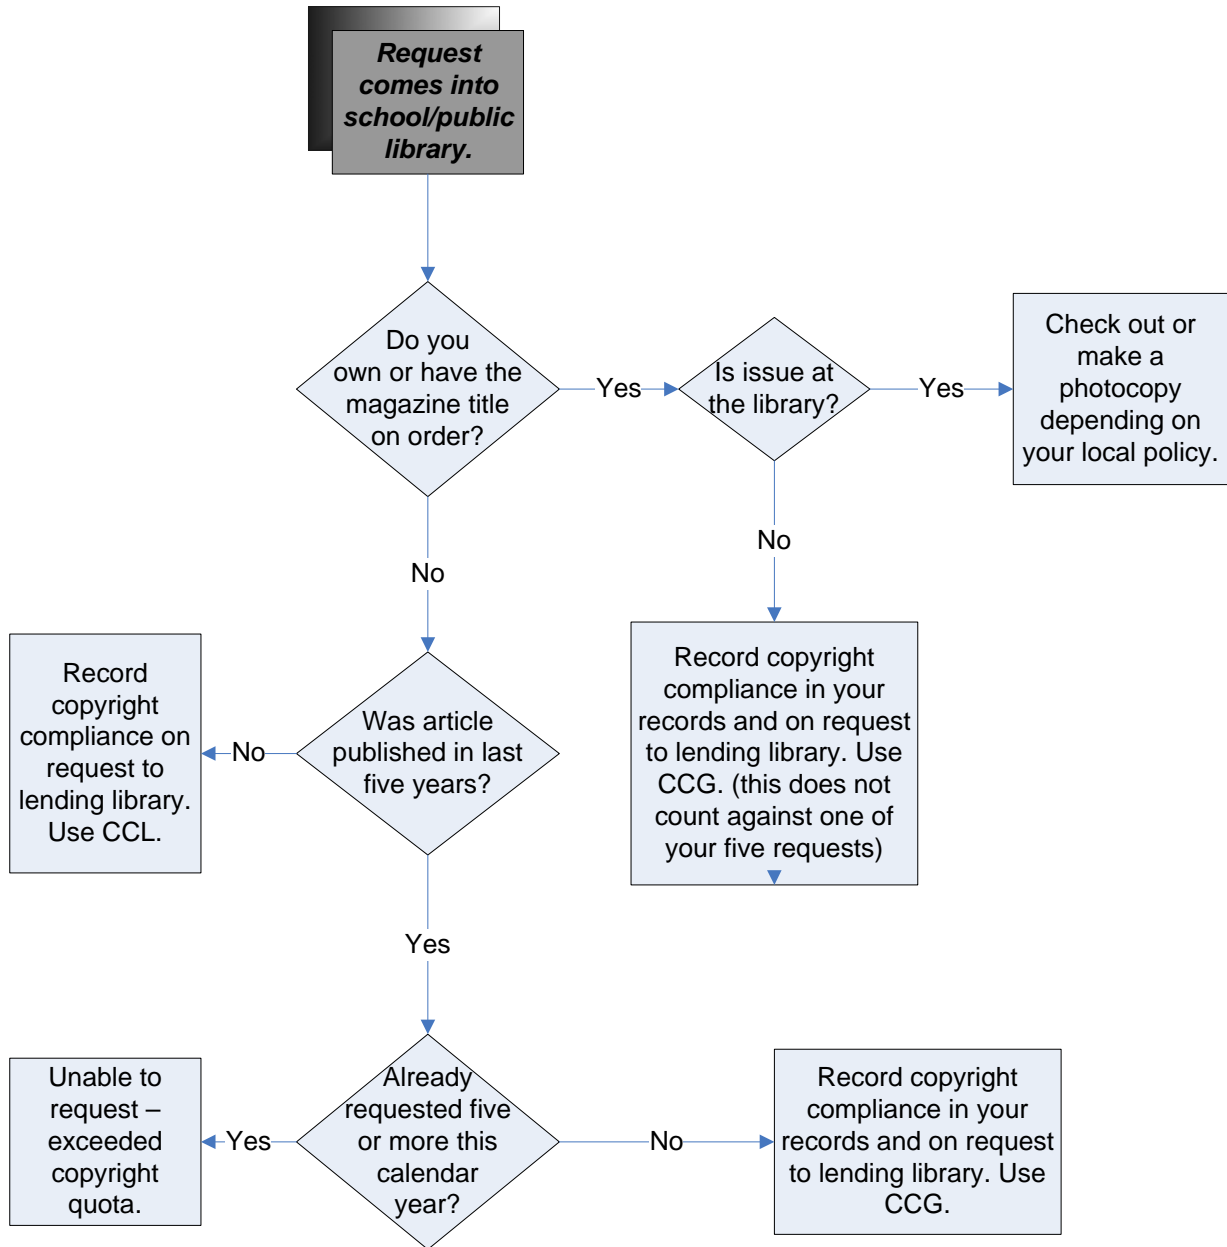 Request
comes into
school/public
library.
Do you
own or have the
magazine title
on order?
Yes
Is issue at
the library?
Yes
Check out or
make a
photocopy
depending on
your local policy.
No
No
Record copyright
compliance in your
records and on request
to lending library. Use
CCG. (this does not
count against one of
your five requests)
Record
copyright
compliance on
request to
lending library.
Use CCL.
No
Was article
published in last
five years?
Yes
Unable to
request –
exceeded
copyright
quota.
Yes
Already
requested five
or more this
calendar
year?
No
Record copyright
compliance in your
records and on request
to lending library. Use
CCG.